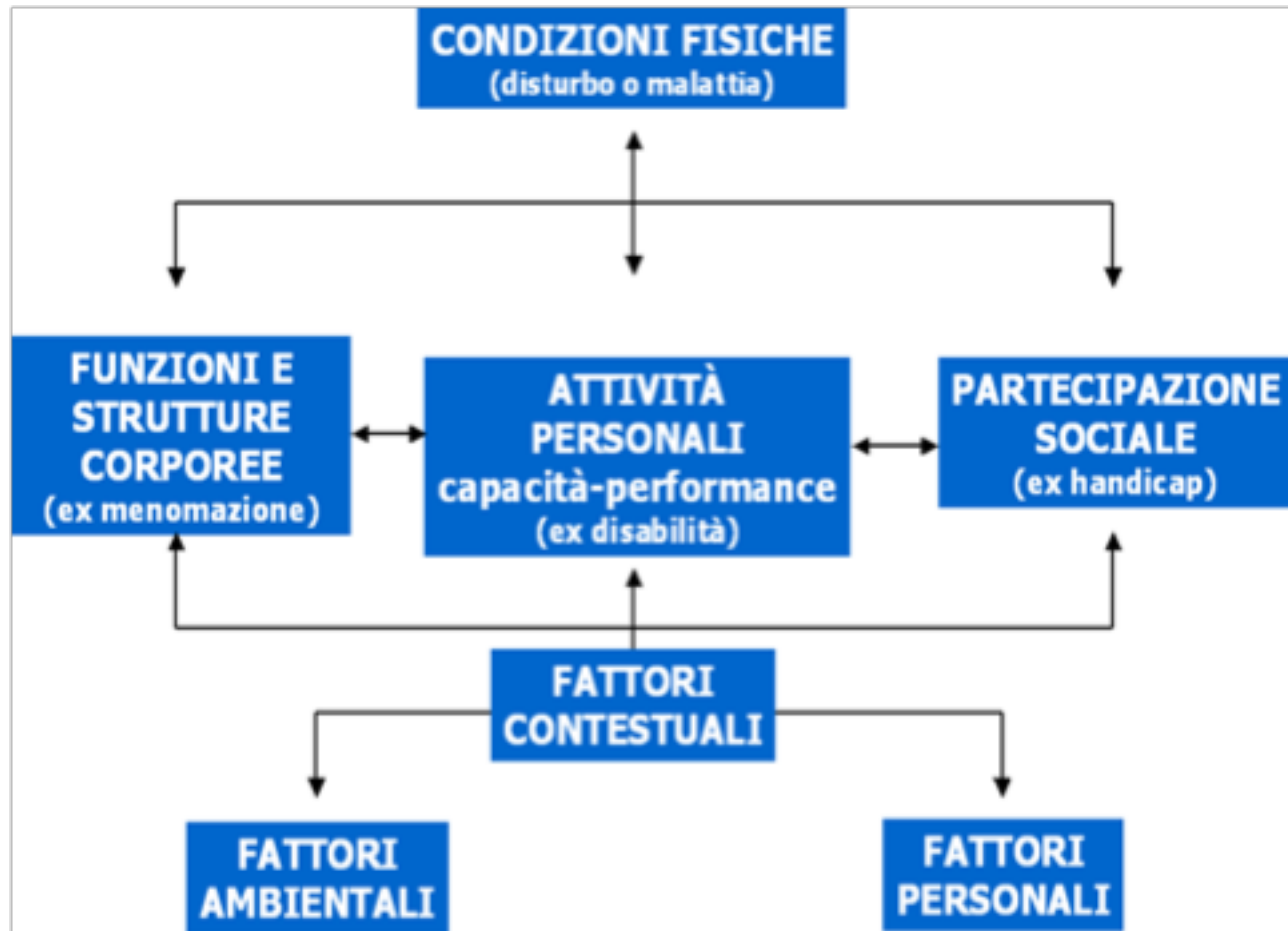 CONDIZIONI FISICHE
(disturbo o malattia)
FUNZIONI E
STRUTTURE
CORPOREE
(ex menomazione)
ATTIVITÀ
PERSONALI
capacità-performance
(ex disabilità)
PARTECIPAZIONE
SOCIALE
(ex handicap)
FATTORI
CONTESTUALI
FATTORI
AMBIENTALI
FATTORI
PERSONALI